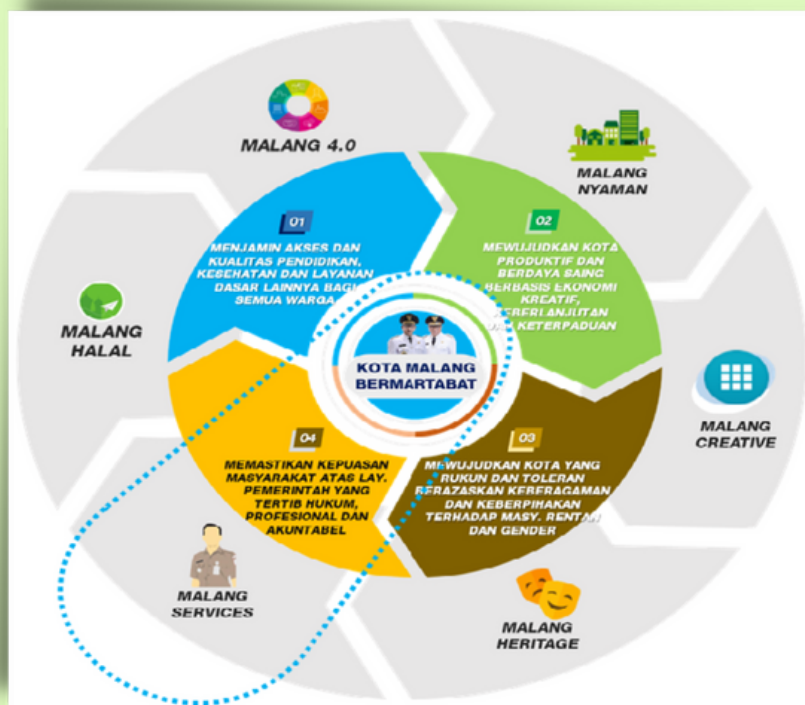 MALANG 4.0
MALANG
NYAMAN
01
MENJAMIN AKSES DAN
KUALITAS PENDIDIKAN,
KESEHATAN DAN LAYANAN
DASAR LAINNYA BAGI
SEMUA WARGA
02
MEWUJUDKAN KOTA
PRODUKTIF DAN
BERDAYA SAING
BERBASIS EKONOMI
KREATIF,
KEBERLANJUTAN
DAN KETERPADUAN
MALANG
HALAL
KOTA MALANG
BERMARTABAT
MALANG
CREATIVE
04
MEMASTIKAN KEPUASAN
MASYARAKAT ATAS LAY.
PEMERINTAH YANG
TERTIB HUKUM,
PROFESIONAL DAN
AKUNTABEL
03
MEWUJUDKAN KOTA YANG
RUKUN DAN TOLERAN
BERAZASKAN KEBERAGAMAN
DAN KEBERPIHAKAN
TERHADAP MASY. RENTAN
DAN GENDER
MALANG
SERVICES
MALANG
HERITAGE